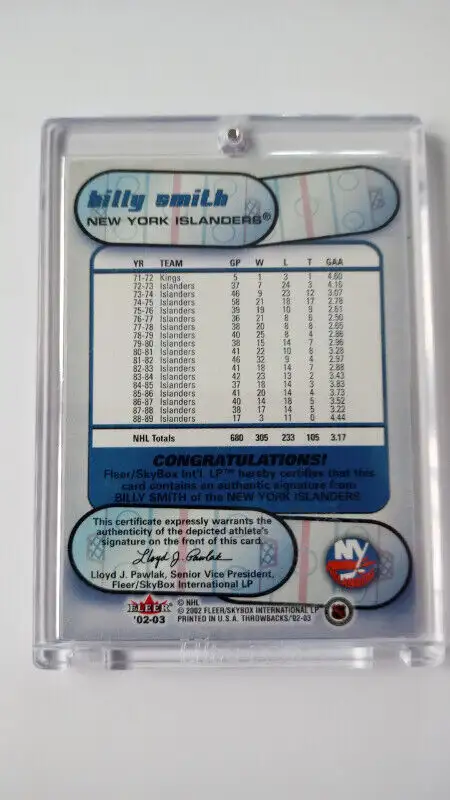 billy smith
NEW YORK ISLANDERS®
YR TEAM GP W L T GAA
71-72 Kings 5 1 3 1 4.60
72-73 Islanders 37 7 24 3 4.16
73-74 Islanders 46 9 23 12 3.07
74-75 Islanders 58 21 18 17 2.78
75-76 Islanders 39 19 10 9 2.61
76-77 Islanders 36 21 8 6 2.50
77-78 Islanders 38 20 8 8 2.65
78-79 Islanders 40 25 8 4 2.86
79-80 Islanders 38 15 14 7 2.96
80-81 Islanders 41 22 10 8 3.28
81-82 Islanders 46 32 9 4 2.97
82-83 Islanders 41 18 14 7 2.88
83-84 Islanders 42 23 13 2 3.43
84-85 Islanders 37 18 14 3 3.83
85-86 Islanders 41 20 14 4 3.73
86-87 Islanders 40 14 18 5 3.52
87-88 Islanders 38 17 14 5 3.22
88-89 Islanders 17 3 11 0 4.44
NHL Totals 680 305 233 105 3.17
CONGRATULATIONS!
Fleer/SkyBox Int'l. LP™ hereby certifies that this
card contains an authentic signature from
BILLY SMITH of the NEW YORK ISLANDERS
This certificate expressly warrants the
authenticity of the depicted athlete's
signature on the front of this card.
Lloyd J. Pawlak
Lloyd J. Pawlak, Senior Vice President,
Fleer/SkyBox International LP
NY
FLEER
'02-03
© NHL
© 2002 FLEER/SKYBOX INTERNATIONAL LP
PRINTED IN U.S.A. THROWBACKS/'02-03
NHL